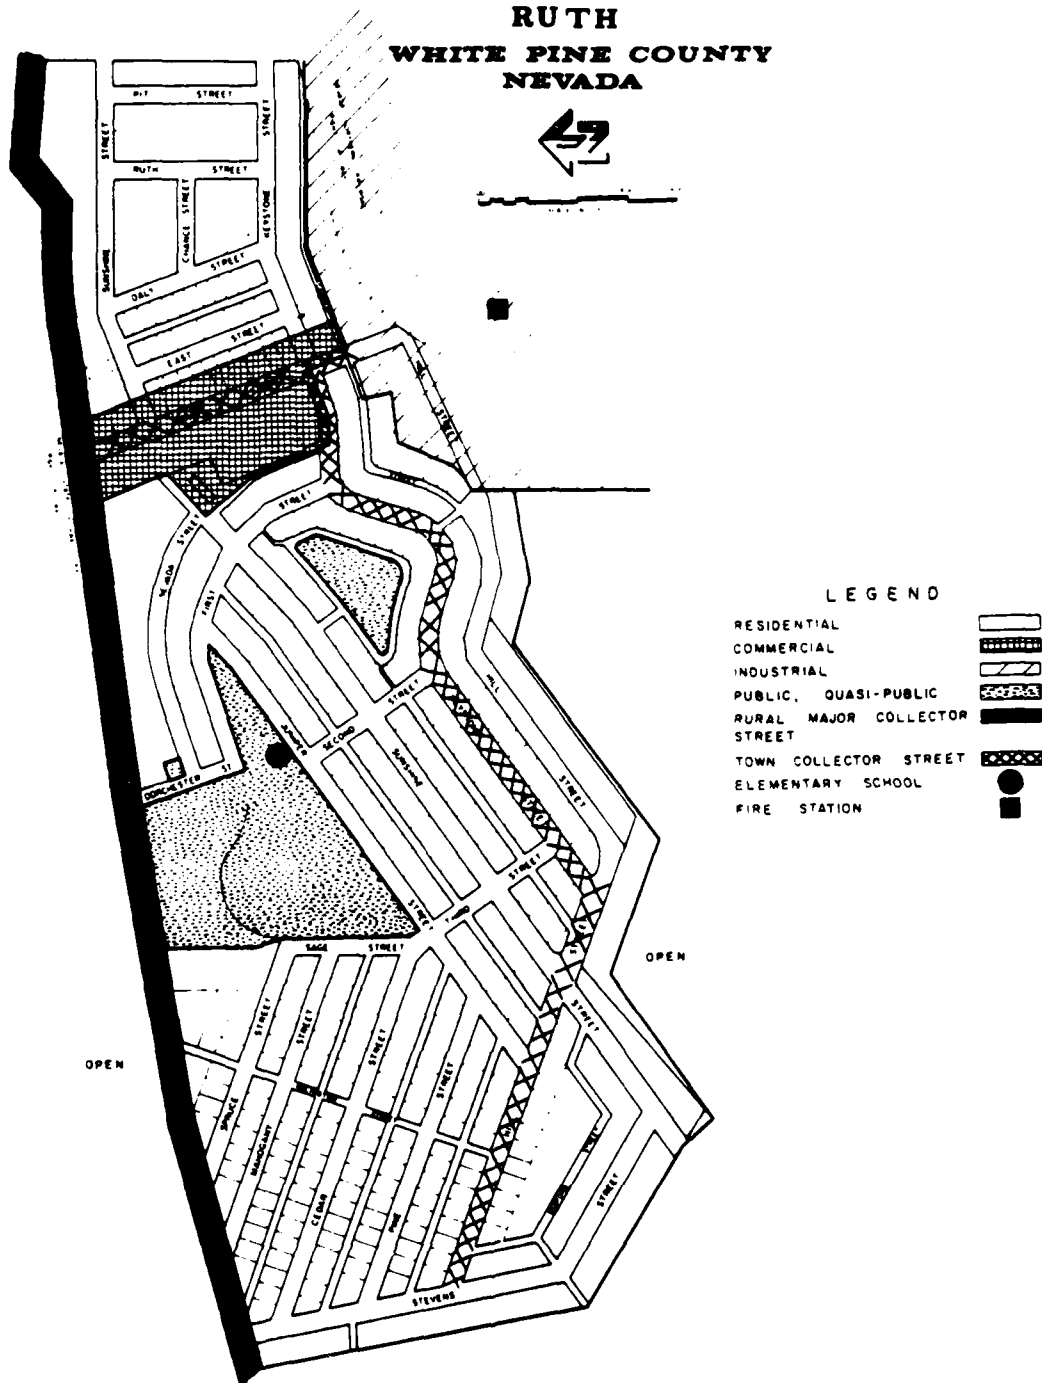 RUTH
WHITE PINE COUNTY
NEVADA
PIT STREET
STREET
STREET
RUTH STREET
CHANCE STREET
KEYSTONE
SUNSHINE
DALY STREET
EAST STREET
STREET
STREET
STREET
FIRST
HILL
STREET
JUNIPER
SECOND STREET
SUNSHINE
DORCHESTER ST
STREET
THIRD STREET
SAGE STREET
OPEN
OPEN
STREET
STREET
STREET
STREET
STREET
SPRUCE
MAHOGANY
CEDAR
PINE
STREET
STEVENS
LEGEND
RESIDENTIAL
COMMERCIAL
INDUSTRIAL
PUBLIC, QUASI-PUBLIC
RURAL MAJOR COLLECTOR
STREET
TOWN COLLECTOR STREET
ELEMENTARY SCHOOL
FIRE STATION